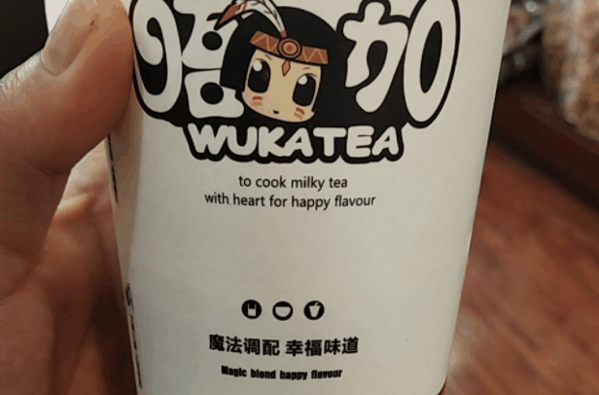 唔咖
WUKATEA
to cook milky tea
with heart for happy flavour
魔法调配 幸福味道
Magic blend happy flavour